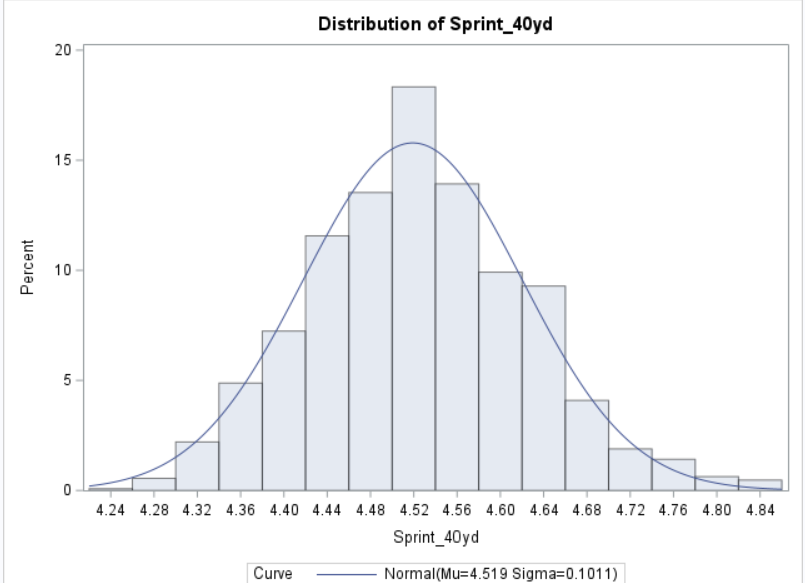 Distribution of Sprint_40yd
20
15
10
5
0
Percent
4.24 4.28 4.32 4.36 4.40 4.44 4.48 4.52 4.56 4.60 4.64 4.68 4.72 4.76 4.80 4.84
Sprint_40yd
Curve Normal(Mu=4.519 Sigma=0.1011)